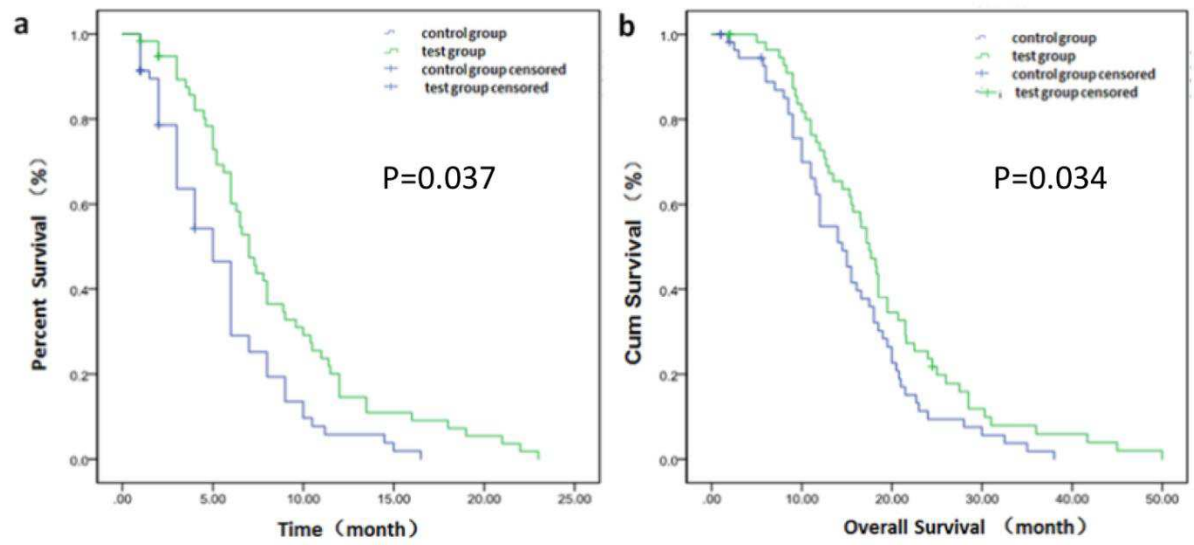 a
control group
test group
control group censored
test group censored
P=0.037
1.0
0.8
0.6
0.4
0.2
0.0
Percent Survival （%）
.00 5.00 10.00 15.00 20.00 25.00
Time（month）
b
control group
test group
control group censored
test group censored
P=0.034
1.0
0.8
0.6
0.4
0.2
0.0
Cum Survival （%）
.00 10.00 20.00 30.00 40.00 50.00
Overall Survival （month）